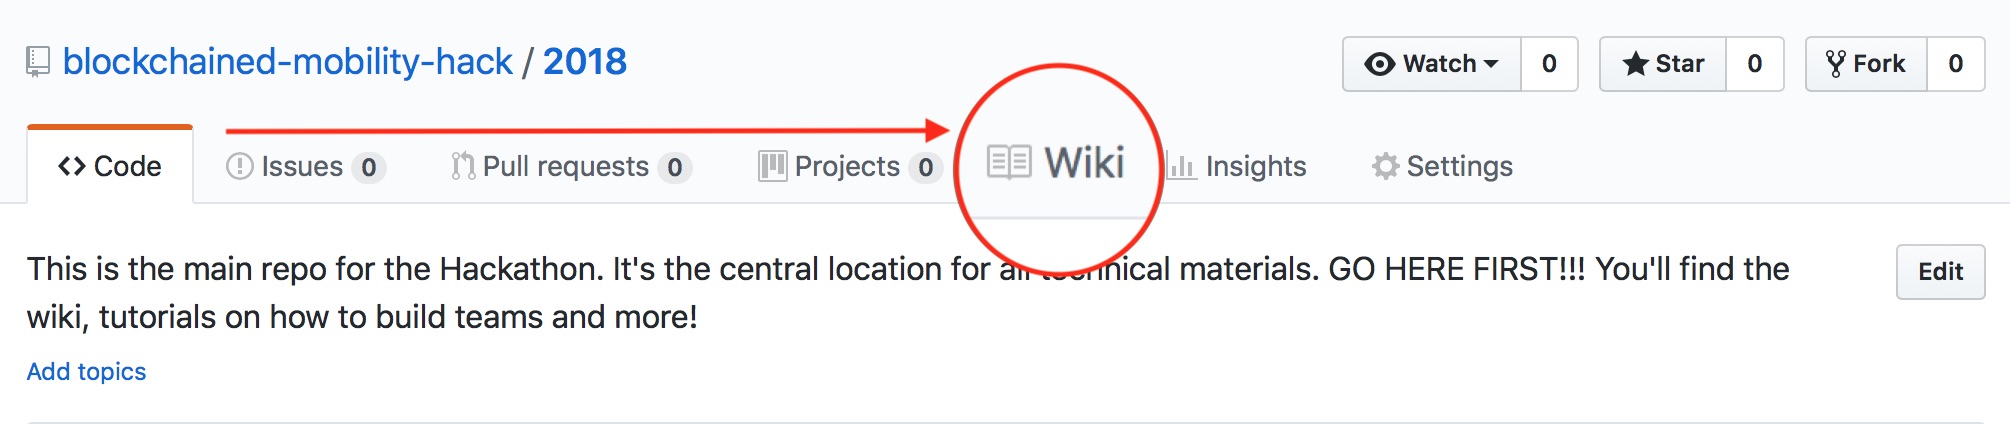 blockchained-mobility-hack / 2018
Watch 0 Star 0 Fork 0
Code Issues 0 Pull requests 0 Projects 0 Wiki Insights Settings
This is the main repo for the Hackathon. It's the central location for all technical materials. GO HERE FIRST!!! You'll find the
wiki, tutorials on how to build teams and more!
Edit
Add topics